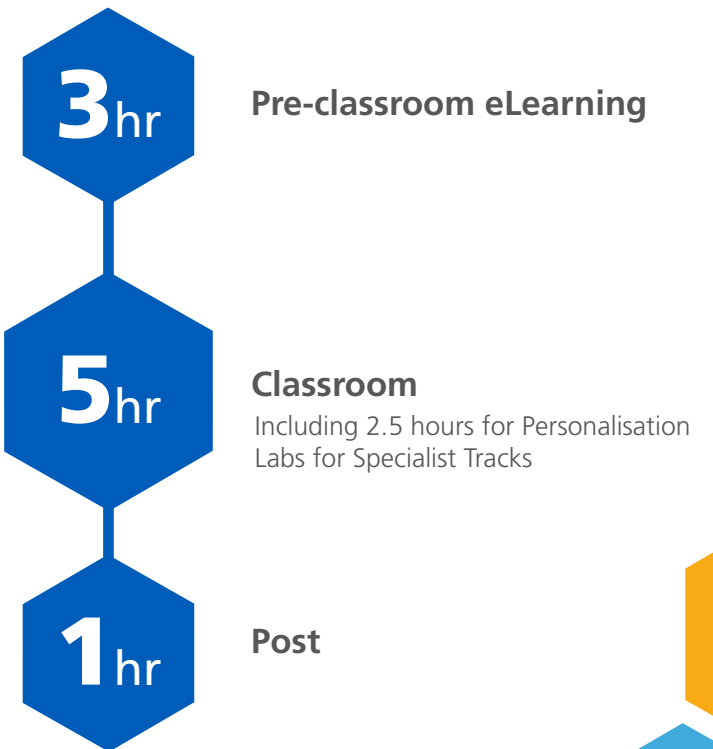 3hr
Pre-classroom eLearning
5hr
Classroom
Including 2.5 hours for Personalisation
Labs for Specialist Tracks
1hr
Post